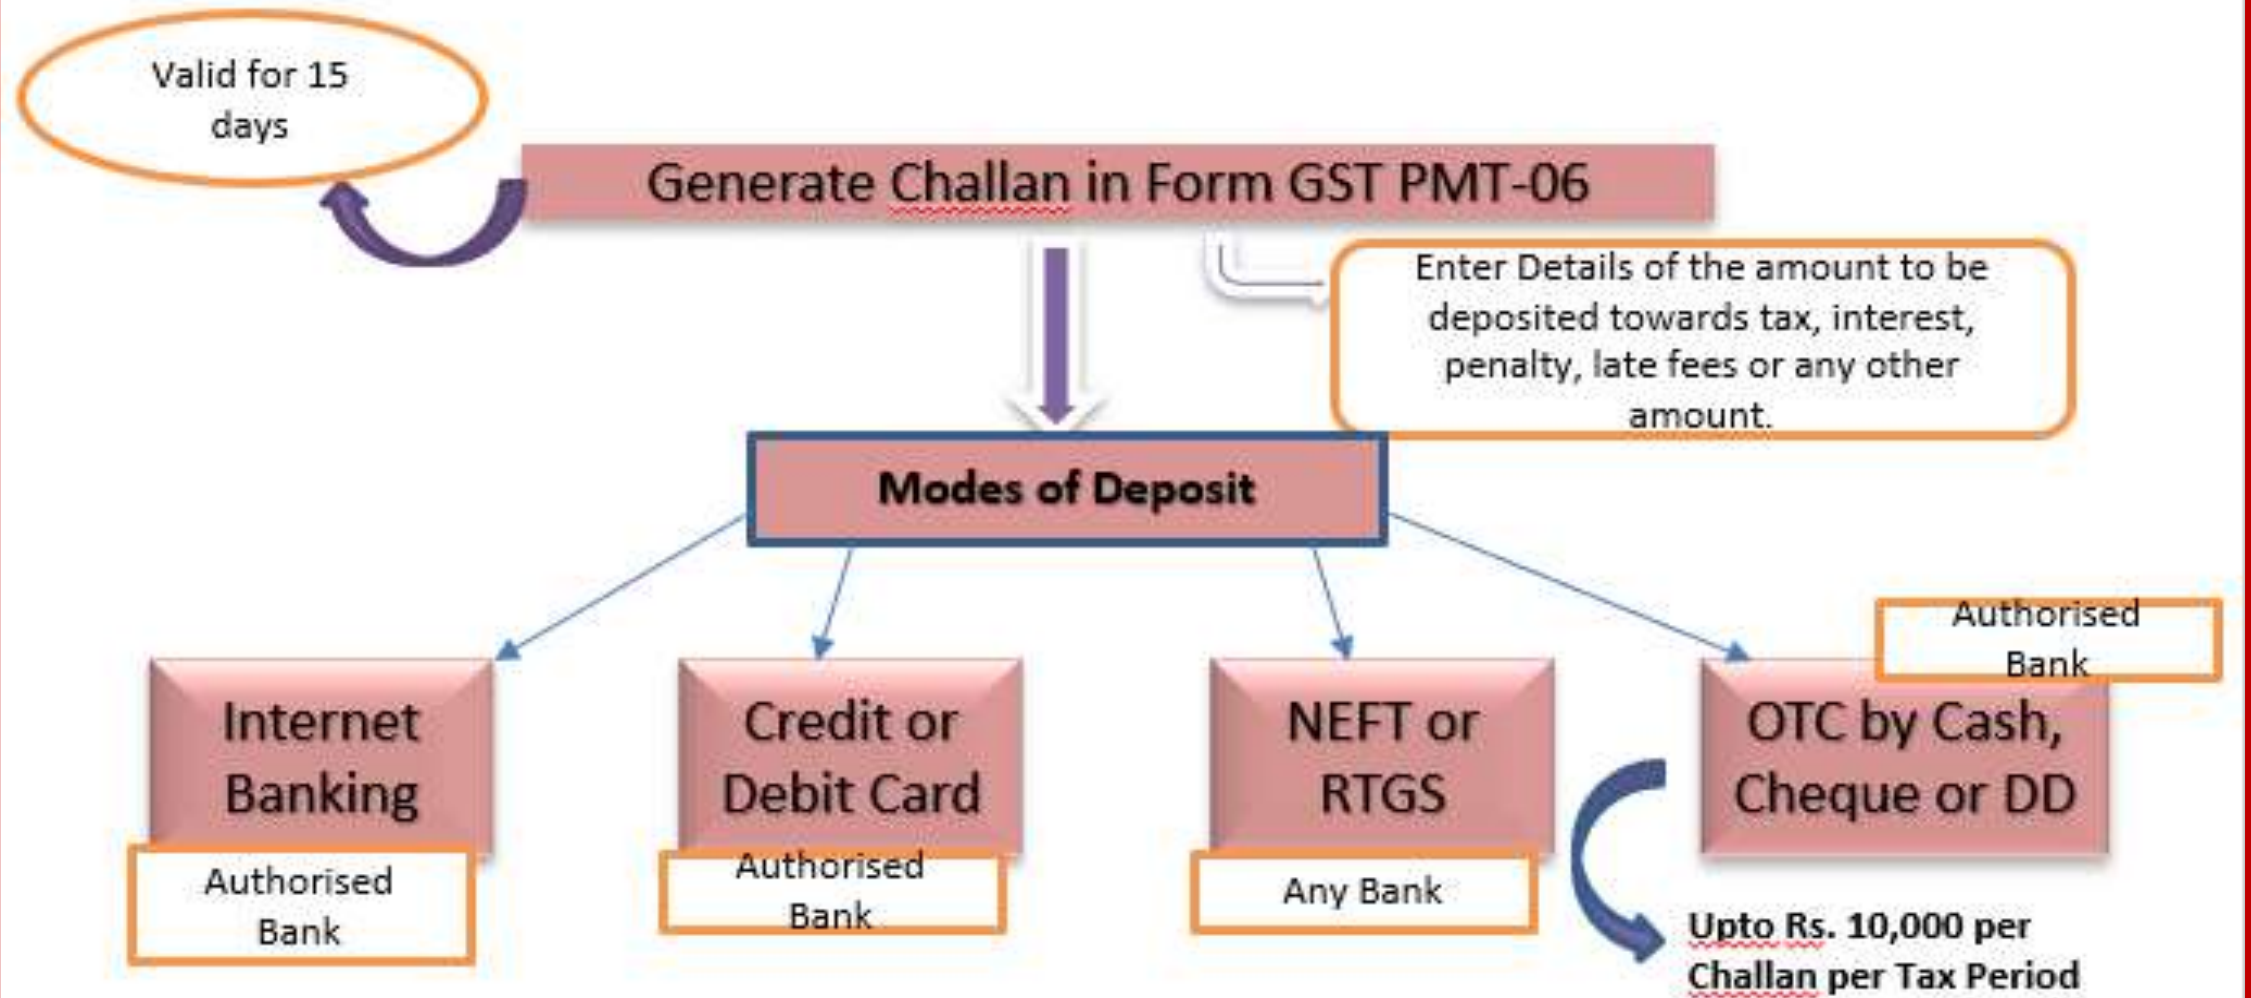 Valid for 15
days
Generate Challan in Form GST PMT-06
Enter Details of the amount to be
deposited towards tax, interest,
penalty, late fees or any other
amount.
Modes of Deposit
Internet
Banking
Authorised
Bank
Credit or
Debit Card
Authorised
Bank
NEFT or
RTGS
Any Bank
Authorised
Bank
OTC by Cash,
Cheque or DD
Upto Rs. 10,000 per
Challan per Tax Period